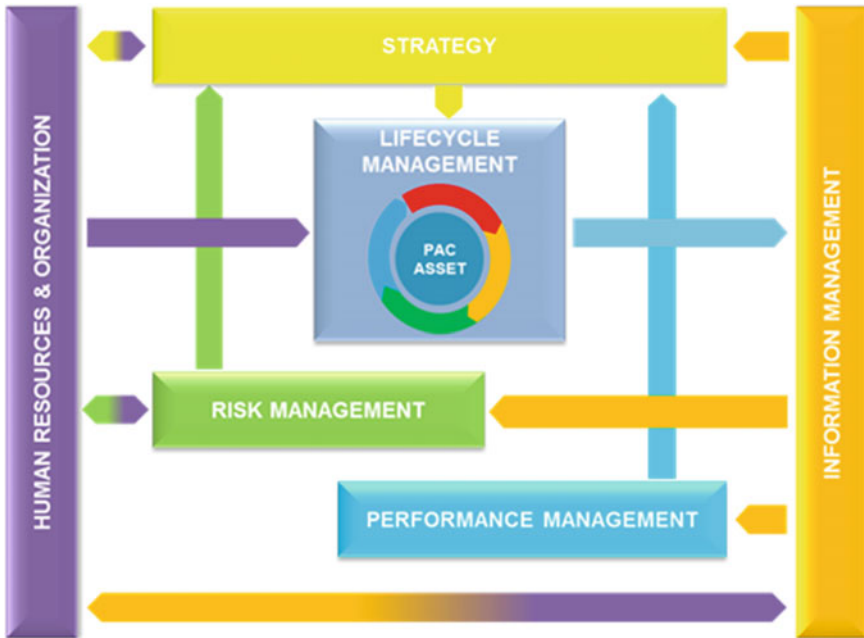 STRATEGY
HUMAN RESOURCES & ORGANIZATION
LIFECYCLE
MANAGEMENT
PAC
ASSET
INFORMATION MANAGEMENT
RISK MANAGEMENT
PERFORMANCE MANAGEMENT